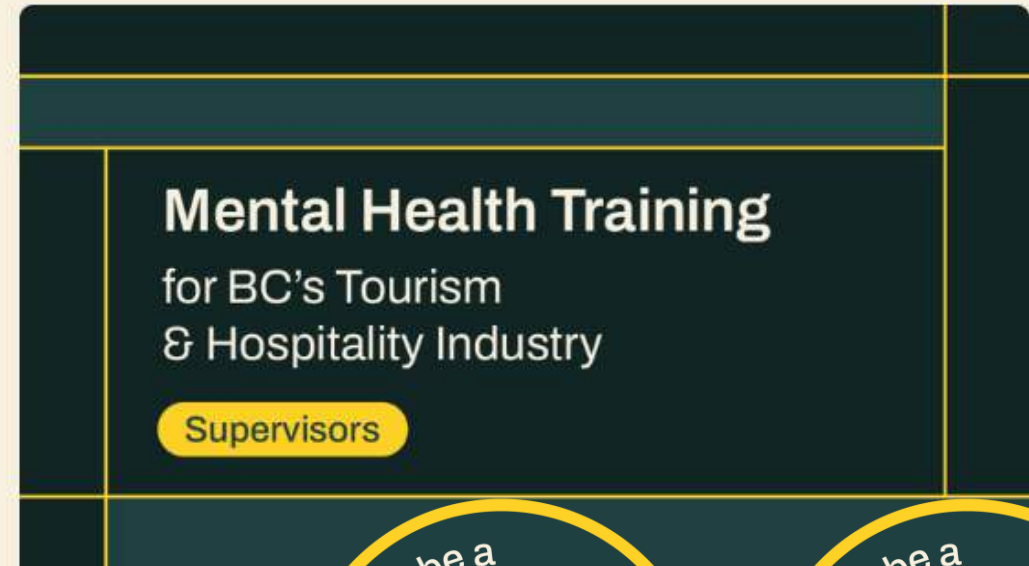 Mental Health Training
for BC’s Tourism
& Hospitality Industry
Supervisors
be a
be a